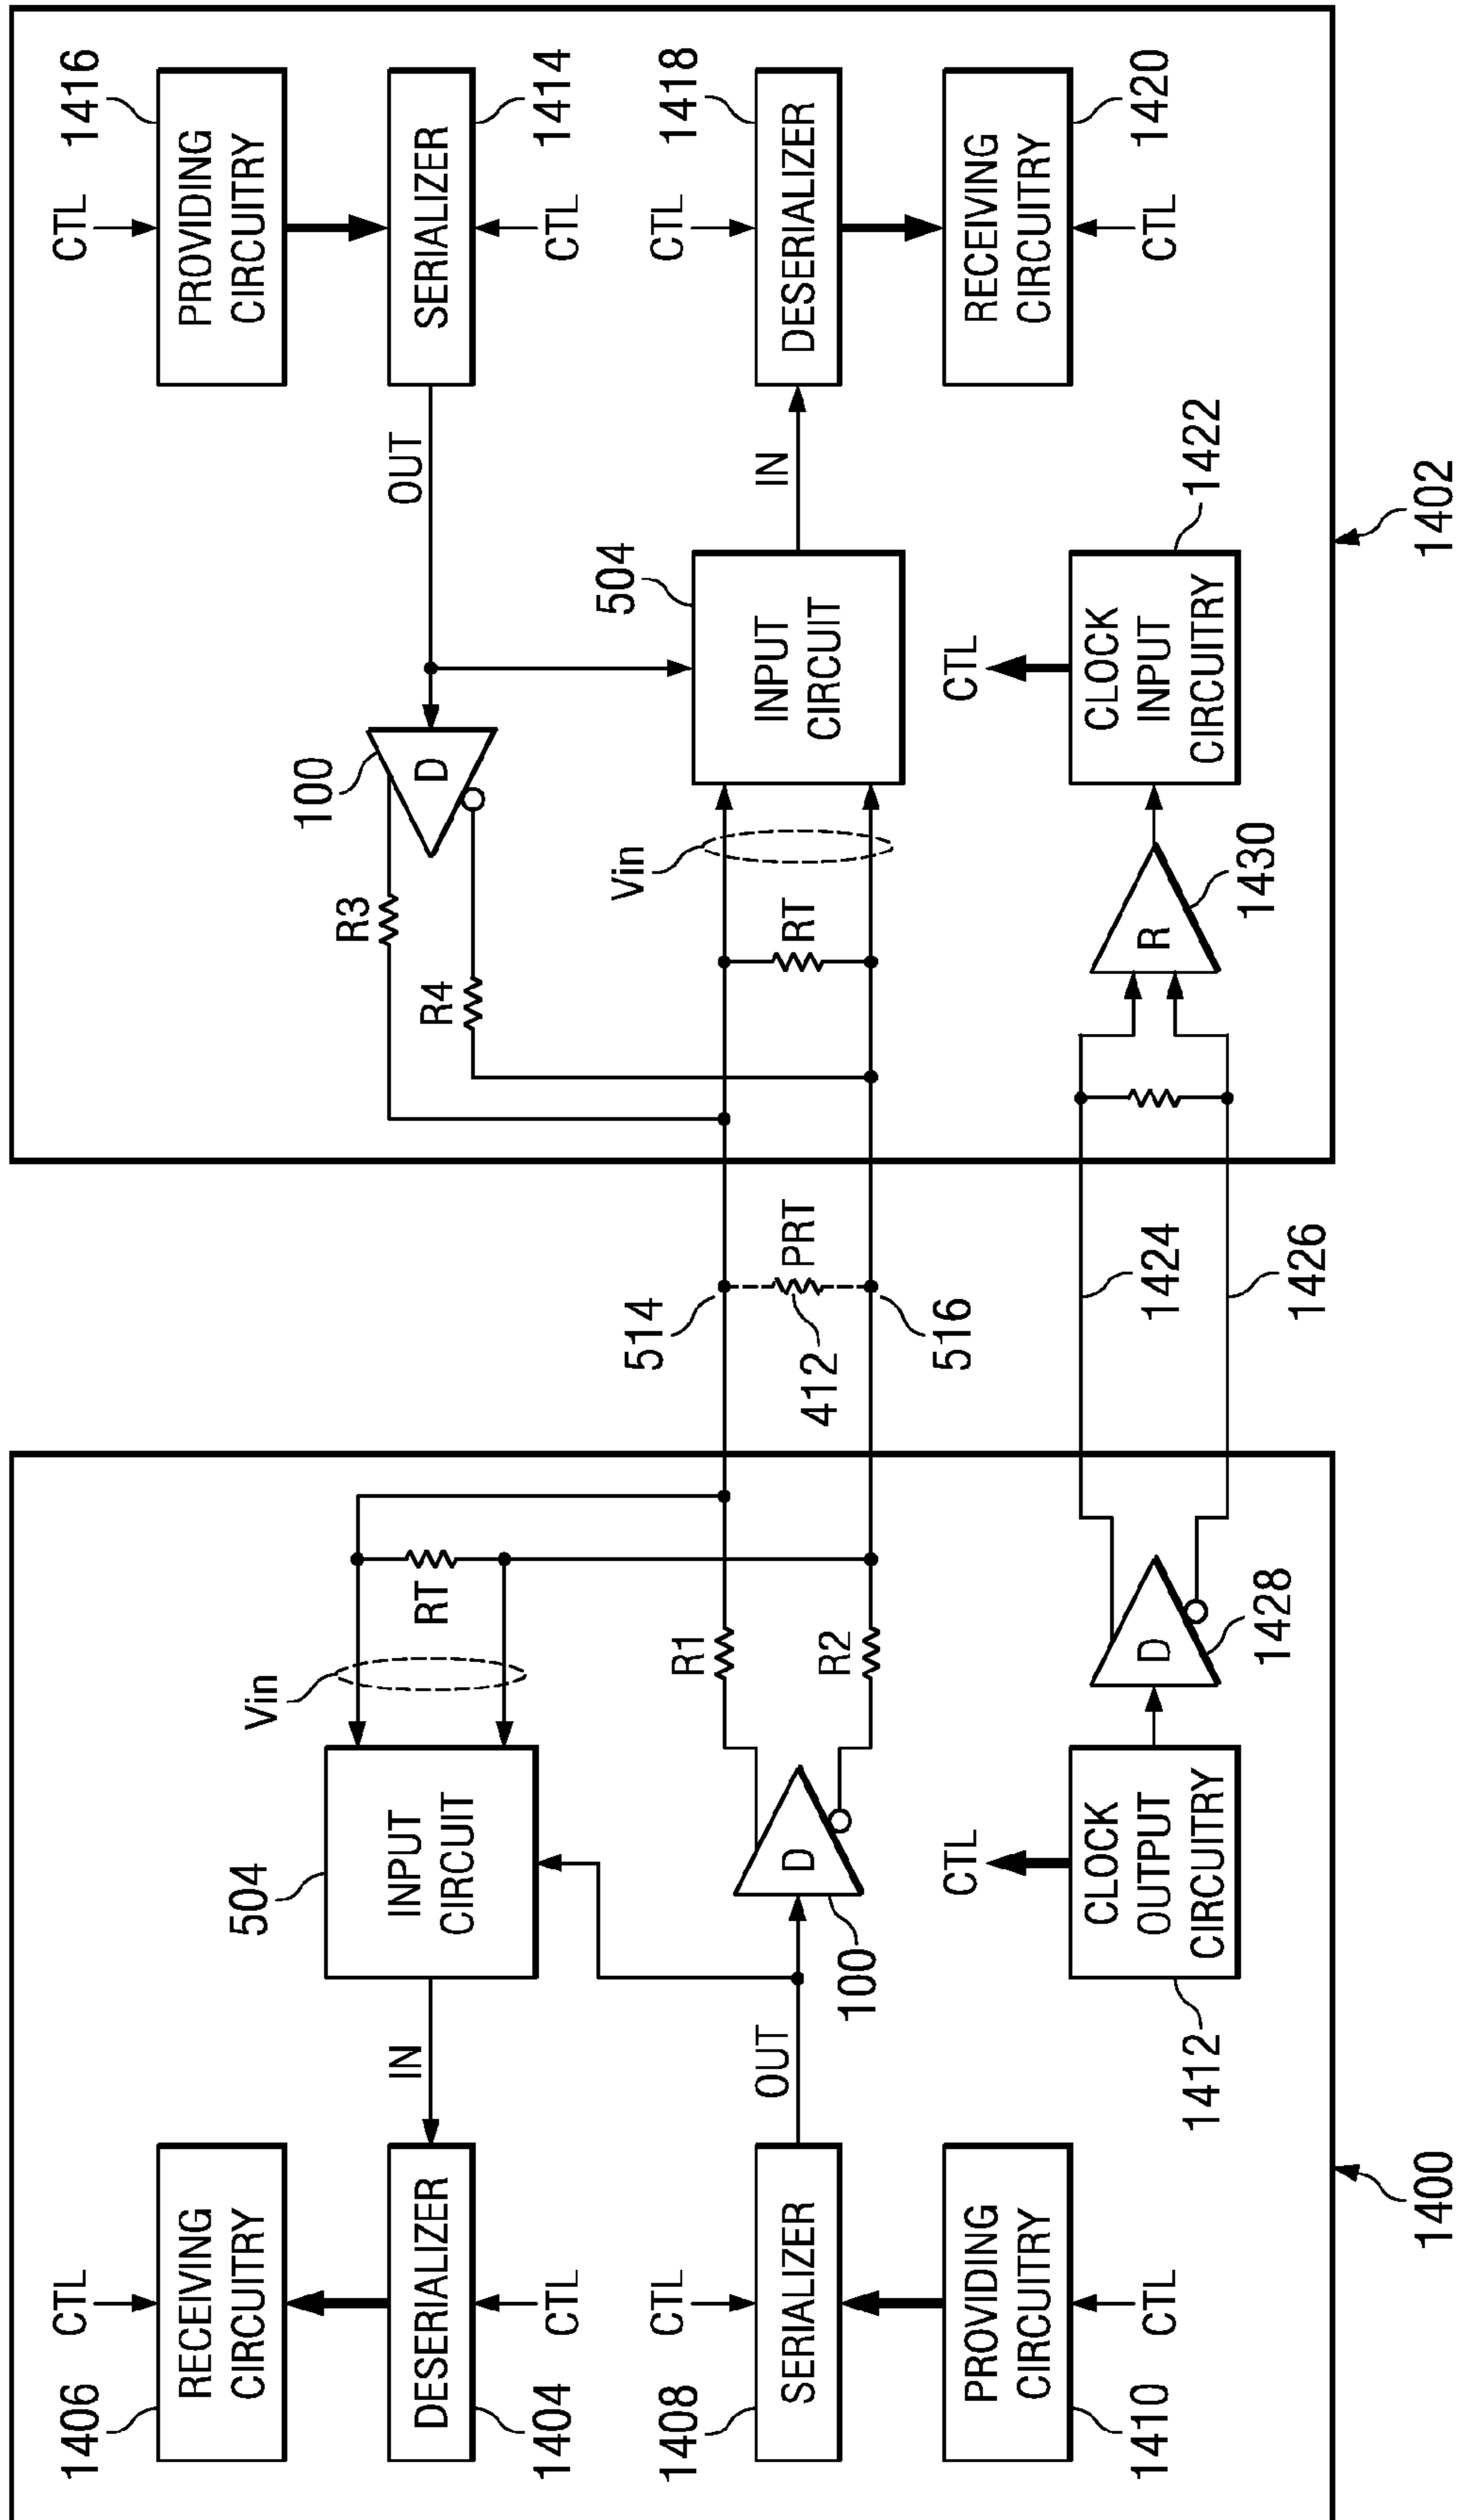 1406
CTL
RECEIVING
CIRCUITRY
DESERIALIZER
1404
CTL
IN
504
INPUT
CIRCUIT
Vin
RT
1408
CTL
SERIALIZER
OUT
D
100
R1
R2
PROVIDING
CIRCUITRY
1410
CTL
CTL
CLOCK
OUTPUT
CIRCUITRY
1412
D
1428
1400
514
412
PRT
516
1424
1426
CTL
1416
PROVIDING
CIRCUITRY
SERIALIZER
1414
CTL
OUT
100
D
R3
R4
504
INPUT
CIRCUIT
Vin
RT
IN
CTL
1418
DESERIALIZER
RECEIVING
CIRCUITRY
1420
CTL
CTL
CLOCK
INPUT
CIRCUITRY
1422
R
1430
1402